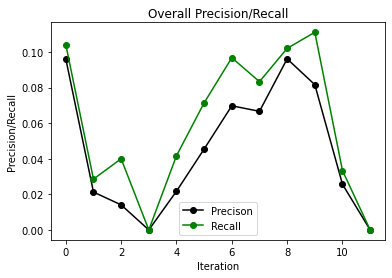 Overall Precision/Recall
Precision/Recall
0.10
0.08
0.06
0.04
0.02
0.00
Precison
Recall
0 2 4 6 8 10
Iteration